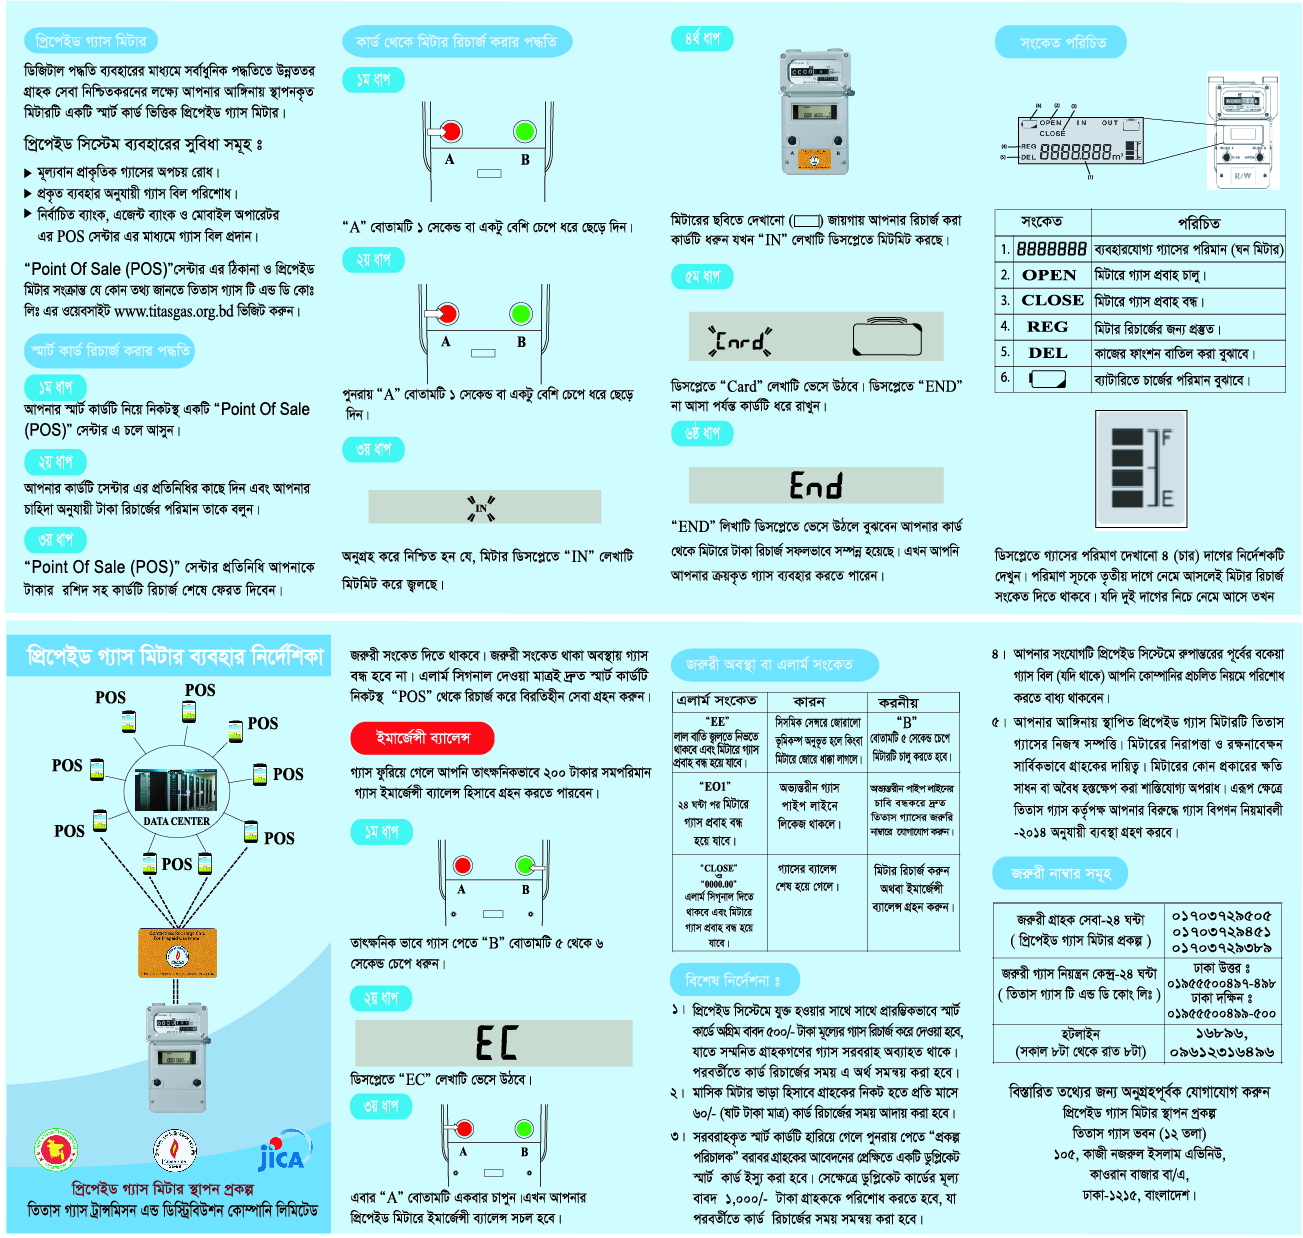 প্রিপেইড গ্যাস মিটার
ডিজিটাল পদ্ধতি ব্যবহারের মাধ্যমে সর্বাধুনিক পদ্ধতিতে উন্নততর
গ্রাহক সেবা নিশ্চিতকরনের লক্ষ্যে আপনার আঙ্গিনায় স্থাপনকৃত
মিটারটি একটি স্মার্ট কার্ড ভিত্তিক প্রিপেইড গ্যাস মিটার।
প্রিপেইড সিস্টেম ব্যবহারের সুবিধা সমূহ ঃ
▶ মূল্যবান প্রাকৃতিক গ্যাসের অপচয় রোধ।
▶ প্রকৃত ব্যবহার অনুযায়ী গ্যাস বিল পরিশোধ।
▶ নির্বাচিত ব্যাংক, এজেন্ট ব্যাংক ও মোবাইল অপারেটর
এর POS সেন্টার এর মাধ্যমে গ্যাস বিল প্রদান।
“Point Of Sale (POS)”সেন্টার এর ঠিকানা ও প্রিপেইড
মিটার সংক্রান্ত যে কোন তথ্য জানতে তিতাস গ্যাস টি এন্ড ডি কোঃ
লিঃ এর ওয়েবসাইট www.titasgas.org.bd ভিজিট করুন।
স্মার্ট কার্ড রিচার্জ করার পদ্ধতি
১ম ধাপ
আপনার স্মার্ট কার্ডটি নিয়ে নিকটস্থ একটি “Point Of Sale
(POS)” সেন্টার এ চলে আসুন।
২য় ধাপ
আপনার কার্ডটি সেন্টার এর প্রতিনিধির কাছে দিন এবং আপনার
চাহিদা অনুযায়ী টাকা রিচার্জের পরিমান তাকে বলুন।
৩য় ধাপ
“Point Of Sale (POS)” সেন্টার প্রতিনিধি আপনাকে
টাকার রশিদ সহ কার্ডটি রিচার্জ শেষে ফেরত দিবেন।
কার্ড থেকে মিটার রিচার্জ করার পদ্ধতি
১ম ধাপ
A B
“A” বোতামটি ১ সেকেন্ড বা একটু বেশি চেপে ধরে ছেড়ে দিন।
২য় ধাপ
A B
পুনরায় “A” বোতামটি ১ সেকেন্ড বা একটু বেশি চেপে ধরে ছেড়ে
দিন।
৩য় ধাপ
IN
অনুগ্রহ করে নিশ্চিত হন যে, মিটার ডিসপ্লেতে “IN” লেখাটি
মিটমিট করে জ্বলছে।
৪র্থ ধাপ
A B
মিটারের ছবিতে দেখানো ( ) জায়গায় আপনার রিচার্জ করা
কার্ডটি ধরুন যখন “IN” লেখাটি ডিসপ্লেতে মিটমিট করছে।
৫ম ধাপ
Card
ডিসপ্লেতে “Card” লেখাটি ভেসে উঠবে। ডিসপ্লেতে “END”
না আসা পর্যন্ত কার্ডটি ধরে রাখুন।
৬ষ্ঠ ধাপ
End
“END” লিখাটি ডিসপ্লেতে ভেসে উঠলে বুঝবেন আপনার কার্ড
থেকে মিটারে টাকা রিচার্জ সফলভাবে সম্পন্ন হয়েছে। এখন আপনি
আপনার ক্রয়কৃত গ্যাস ব্যবহার করতে পারেন।
সংকেত পরিচিত
(2) (3)
OPEN IN OUT
CLOSE
(4) REG
(5) DEL 8888.888 m³
(1)
R/W
সংকেত পরিচিত
1. 8888888 ব্যবহারযোগ্য গ্যাসের পরিমান (ঘন মিটার)
2. OPEN মিটারে গ্যাস প্রবাহ চালু।
3. CLOSE মিটারে গ্যাস প্রবাহ বন্ধ।
4. REG মিটার রিচার্জের জন্য প্রস্তুত।
5. DEL কাজের ফাংশন বাতিল করা বুঝাবে।
6. ব্যাটারিতে চার্জের পরিমান বুঝাবে।
F
E
ডিসপ্লেতে গ্যাসের পরিমাণ দেখানো ৪ (চার) দাগের নির্দেশকটি
দেখুন। পরিমাণ সূচকে তৃতীয় দাগে নেমে আসলেই মিটার রিচার্জ
সংকেত দিতে থাকবে। যদি দুই দাগের নিচে নেমে আসে তখন
প্রিপেইড গ্যাস মিটার ব্যবহার নির্দেশিকা
POS
POS
POS
POS
POS
POS
POS
POS
POS
DATA CENTER
Contactless Recharge Card
For Prepaid Gas Meter
JICA
প্রিপেইড গ্যাস মিটার স্থাপন প্রকল্প
তিতাস গ্যাস ট্রান্সমিসন এন্ড ডিস্ট্রিবিউশন কোম্পানি লিমিটেড
জরুরী সংকেত দিতে থাকবে। জরুরী সংকেত থাকা অবস্থায় গ্যাস
বন্ধ হবে না। এলার্ম সিগনাল দেওয়া মাত্রই দ্রুত স্মার্ট কার্ডটি
নিকটস্থ “POS” থেকে রিচার্জ করে বিরতিহীন সেবা গ্রহন করুন।
ইমার্জেন্সী ব্যালেন্স
গ্যাস ফুরিয়ে গেলে আপনি তাৎক্ষনিকভাবে ২০০ টাকার সমপরিমান
গ্যাস ইমার্জেন্সী ব্যালেন্স হিসাবে গ্রহন করতে পারবেন।
১ম ধাপ
A B
তাৎক্ষনিক ভাবে গ্যাস পেতে “B” বোতামটি ৫ থেকে ৬
সেকেন্ড চেপে ধরুন।
২য় ধাপ
EC
ডিসপ্লেতে “EC” লেখাটি ভেসে উঠবে।
৩য় ধাপ
A B
এবার “A” বোতামটি একবার চাপুন।এখন আপনার
প্রিপেইড মিটারে ইমার্জেন্সী ব্যালেন্স সচল হবে।
জরুরী অবস্থা বা এলার্ম সংকেত
এলার্ম সংকেত কারন করনীয়
“EE”
লাল বাতি জ্বলতে নিভতে
থাকবে এবং মিটারে গ্যাস
প্রবাহ বন্ধ হয়ে যাবে।
সিসমিক সেন্সরে জোরালো
ভূমিকম্প অনুভূত হলে কিংবা
মিটারে জোরে ধাক্কা লাগলে।
“B”
বোতামটি ৫ সেকেন্ড চেপে
মিটারটি চালু করতে হবে।
“EO1”
২৪ ঘন্টা পর মিটারে
গ্যাস প্রবাহ বন্ধ
হয়ে যাবে।
অভ্যন্তরীন গ্যাস
পাইপ লাইনে
লিকেজ থাকলে।
অভ্যন্তরীন পাইপ লাইনের
চাবি বন্ধকরে দ্রুত
তিতাস গ্যাসের জরুরি
নাম্বারে যোগাযোগ করুন।
“CLOSE”
ও
“0000.00”
এলার্ম সিগ্নাল দিতে
থাকবে এবং মিটারে
গ্যাস প্রবাহ বন্ধ হয়ে
যাবে।
গ্যাসের ব্যালেন্স
শেষ হয়ে গেলে।
মিটার রিচার্জ করুন
অথবা ইমার্জেন্সী
ব্যালেন্স গ্রহন করুন।
বিশেষ নির্দেশনা ঃ
১। প্রিপেইড সিস্টেমে যুক্ত হওয়ার সাথে সাথে প্রারম্ভিকভাবে স্মার্ট
কার্ডে অগ্রিম বাবদ ৫০০/- টাকা মূল্যের গ্যাস রিচার্জ করে দেওয়া হবে,
যাতে সম্মনিত গ্রাহকগণের গ্যাস সরবরাহ অব্যাহত থাকে।
পরবর্তীতে কার্ড রিচার্জের সময় এ অর্থ সমন্বয় করা হবে।
২। মাসিক মিটার ভাড়া হিসাবে গ্রাহকের নিকট হতে প্রতি মাসে
৬০/- (ষাট টাকা মাত্র) কার্ড রিচার্জের সময় আদায় করা হবে।
৩। সরবরাহকৃত স্মার্ট কার্ডটি হারিয়ে গেলে পুনরায় পেতে “প্রকল্প
পরিচালক” বরাবর গ্রাহকের আবেদনের প্রেক্ষিতে একটি ডুপ্লিকেট
স্মার্ট কার্ড ইস্যু করা হবে। সেক্ষেত্রে ডুপ্লিকেট কার্ডের মূল্য
বাবদ ১,০০০/- টাকা গ্রাহককে পরিশোধ করতে হবে, যা
পরবর্তীতে কার্ড রিচার্জের সময় সমন্বয় করা হবে।
৪। আপনার সংযোগটি প্রিপেইড সিস্টেমে রুপান্তরের পূর্বের বকেয়া
গ্যাস বিল (যদি থাকে) আপনি কোম্পানির প্রচলিত নিয়মে পরিশোধ
করতে বাধ্য থাকবেন।
৫। আপনার আঙ্গিনায় স্থাপিত প্রিপেইড গ্যাস মিটারটি তিতাস
গ্যাসের নিজস্ব সম্পত্তি। মিটারের নিরাপত্তা ও রক্ষনাবেক্ষন
সার্বিকভাবে গ্রাহকের দায়িত্ব। মিটারের কোন প্রকারের ক্ষতি
সাধন বা অবৈধ হস্তক্ষেপ করা শাস্তিযোগ্য অপরাধ। এরূপ ক্ষেত্রে
তিতাস গ্যাস কর্তৃপক্ষ আপনার বিরুদ্ধে গ্যাস বিপণন নিয়মাবলী
-২০১৪ অনুযায়ী ব্যবস্থা গ্রহণ করবে।
জরুরী নাম্বার সমূহ
জরুরী গ্রাহক সেবা-২৪ ঘন্টা
( প্রিপেইড গ্যাস মিটার প্রকল্প )
০১৭০৩৭২৯৫০৫
০১৭০৩৭২৯৪৫১
০১৭০৩৭২৯৩৮৯
জরুরী গ্যাস নিয়ন্ত্রন কেন্দ্র-২৪ ঘন্টা
( তিতাস গ্যাস টি এন্ড ডি কোং লিঃ )
ঢাকা উত্তর ঃ
০১৯৫৫৫০০৪৯৭-৪৯৮
ঢাকা দক্ষিন ঃ
০১৯৫৫৫০০৪৯৯-৫০০
হটলাইন
(সকাল ৮টা থেকে রাত ৮টা)
১৬৪৯৬,
০৯৬১২৩১৬৪৯৬
বিস্তারিত তথ্যের জন্য অনুগ্রহপূর্বক যোগাযোগ করুন
প্রিপেইড গ্যাস মিটার স্থাপন প্রকল্প
তিতাস গ্যাস ভবন (১২ তলা)
১০৫, কাজী নজরুল ইসলাম এভিনিউ,
কাওরান বাজার বা/এ,
ঢাকা-১২১৫, বাংলাদেশ।